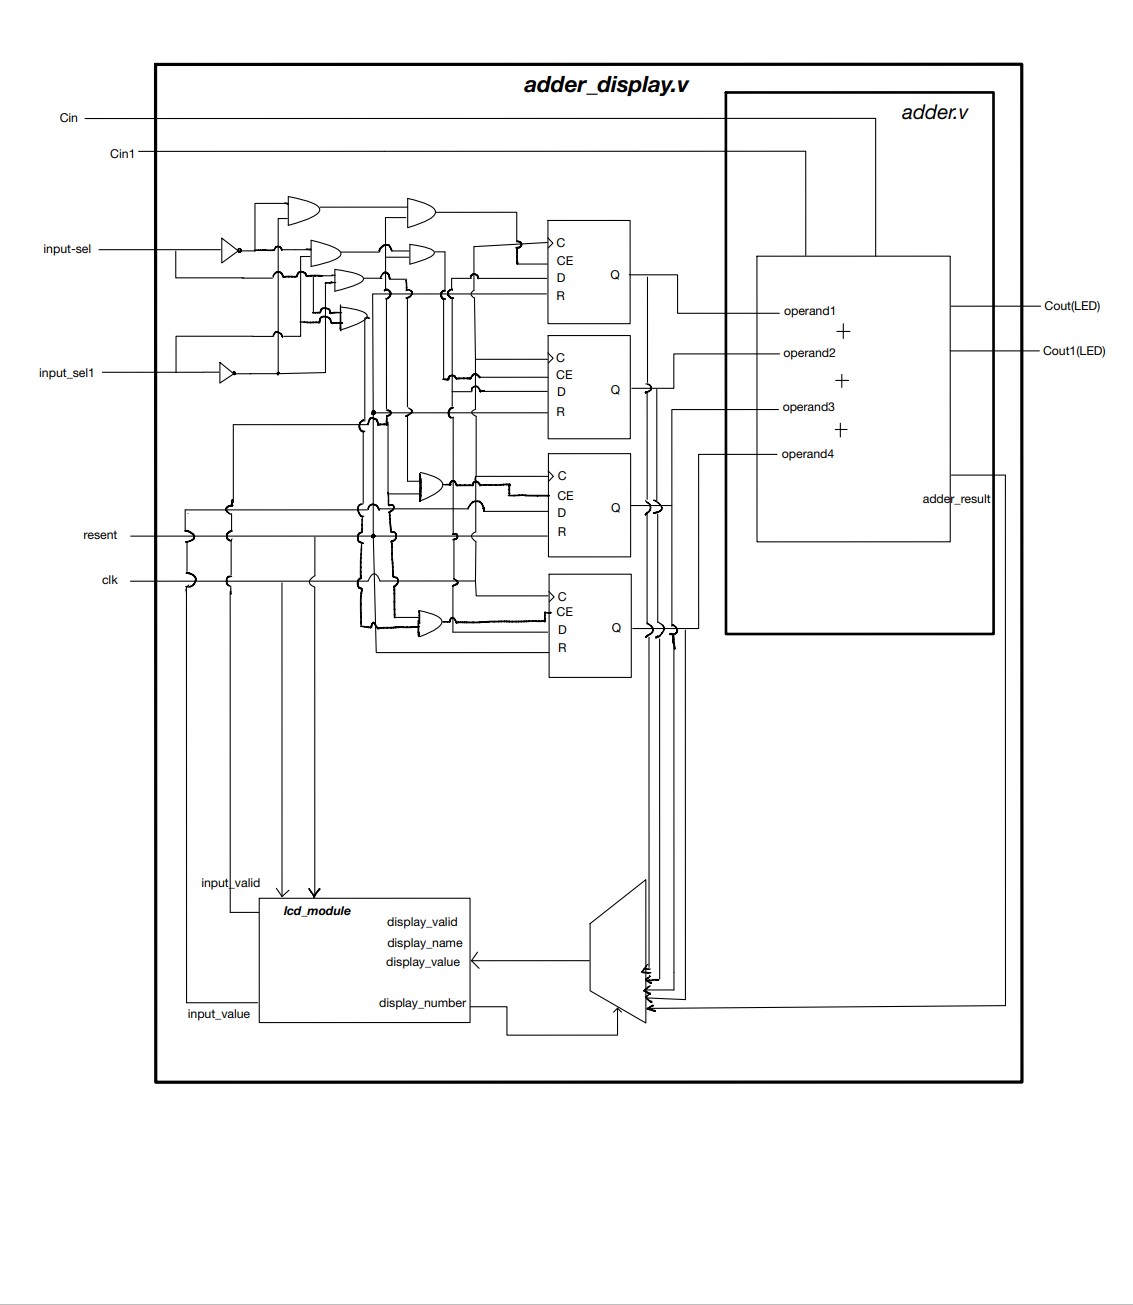 adder_display.v
adder.v
Cin
Cin1
input-sel
input_sel1
resent
clk
C
CE
D
R
Q
C
CE
D
R
Q
C
CE
D
R
Q
C
CE
D
R
Q
operand1
+
operand2
+
operand3
+
operand4
adder_result
Cout(LED)
Cout1(LED)
input_valid
lcd_module
display_valid
display_name
display_value
display_number
input_value